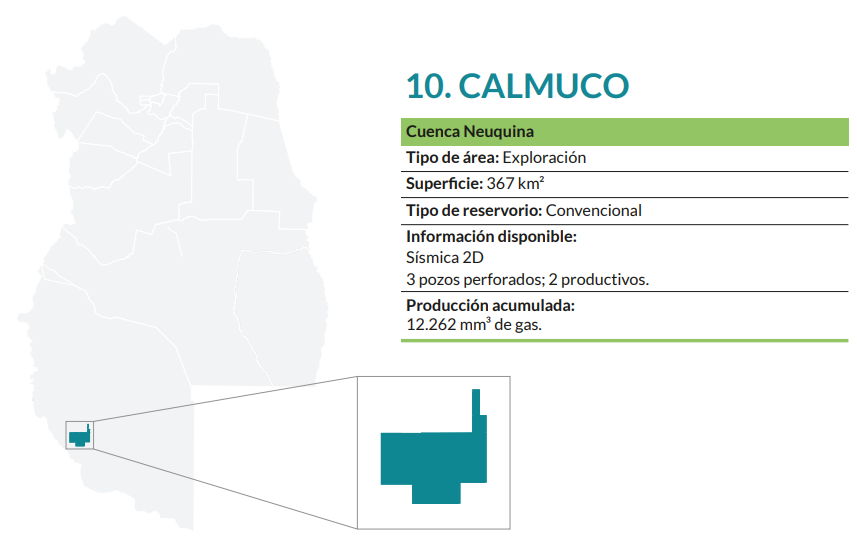 10. CALMUCO
Cuenca Neuquina
Tipo de área: Exploración
Superficie: 367 km²
Tipo de reservorio: Convencional
Información disponible:
Sísmica 2D
3 pozos perforados; 2 productivos.
Producción acumulada:
12.262 mm³ de gas.